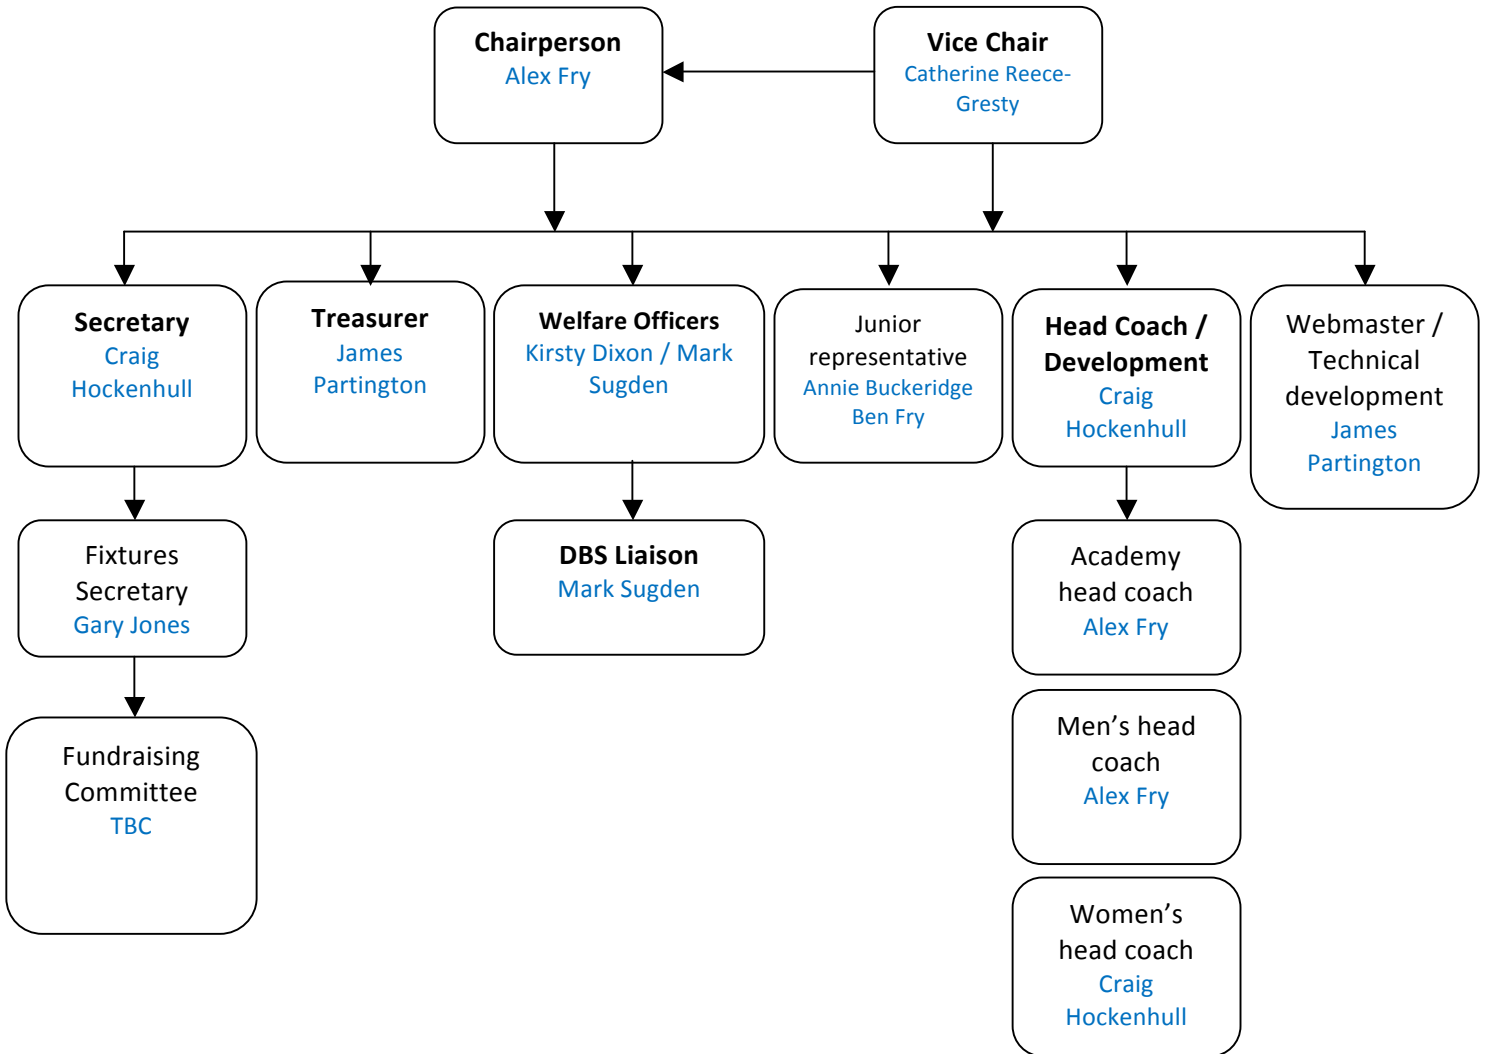 Chairperson
Alex Fry
Vice Chair
Catherine Reece-
Gresty
Secretary
Craig
Hockenhull
Treasurer
James
Partington
Welfare Officers
Kirsty Dixon / Mark
Sugden
Junior
representative
Annie Buckeridge
Ben Fry
Head Coach /
Development
Craig
Hockenhull
Webmaster /
Technical
development
James
Partington
Fixtures
Secretary
Gary Jones
DBS Liaison
Mark Sugden
Academy
head coach
Alex Fry
Fundraising
Committee
TBC
Men’s head
coach
Alex Fry
Women’s
head coach
Craig
Hockenhull